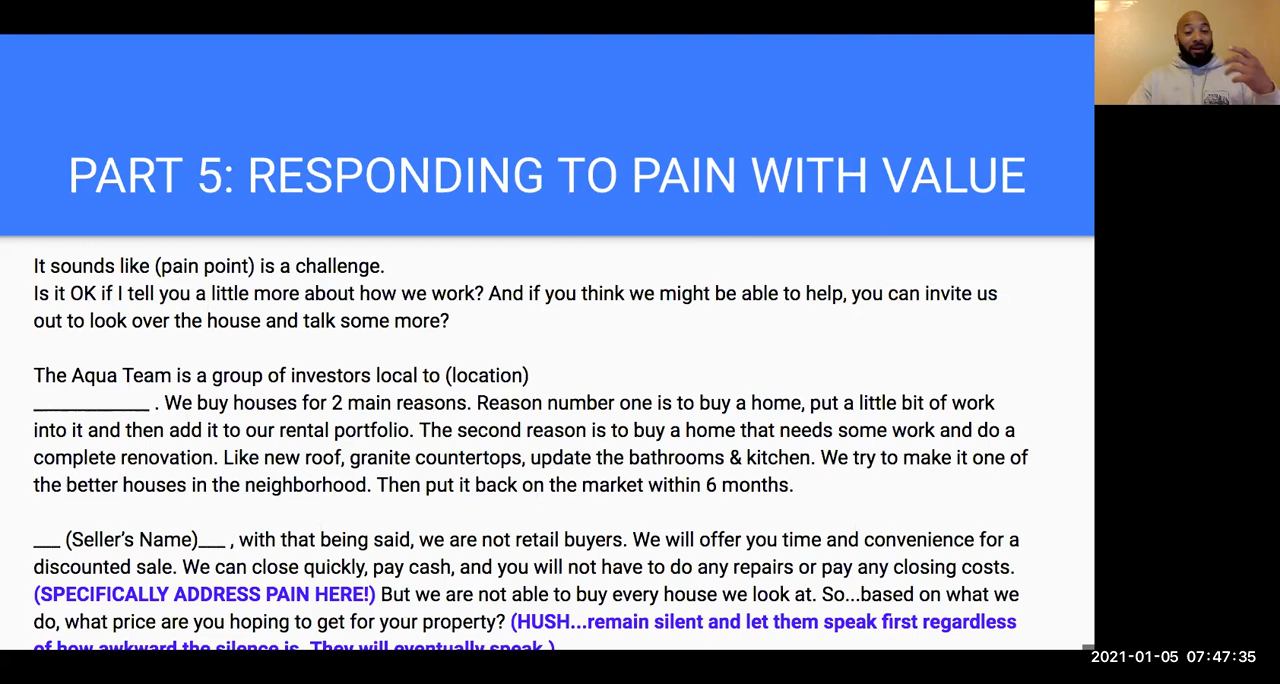 PART 5: RESPONDING TO PAIN WITH VALUE
It sounds like (pain point) is a challenge.
Is it OK if I tell you a little more about how we work? And if you think we might be able to help, you can invite us
out to look over the house and talk some more?
The Aqua Team is a group of investors local to (location)
____________ . We buy houses for 2 main reasons. Reason number one is to buy a home, put a little bit of work
into it and then add it to our rental portfolio. The second reason is to buy a home that needs some work and do a
complete renovation. Like new roof, granite countertops, update the bathrooms & kitchen. We try to make it one of
the better houses in the neighborhood. Then put it back on the market within 6 months.
___ (Seller's Name)___ , with that being said, we are not retail buyers. We will offer you time and convenience for a
discounted sale. We can close quickly, pay cash, and you will not have to do any repairs or pay any closing costs.
(SPECIFICALLY ADDRESS PAIN HERE!) But we are not able to buy every house we look at. So...based on what we
do, what price are you hoping to get for your property? (HUSH...remain silent and let them speak first regardless
of how awkward the silence is. They will eventually speak.)
2021-01-05 07:47:35